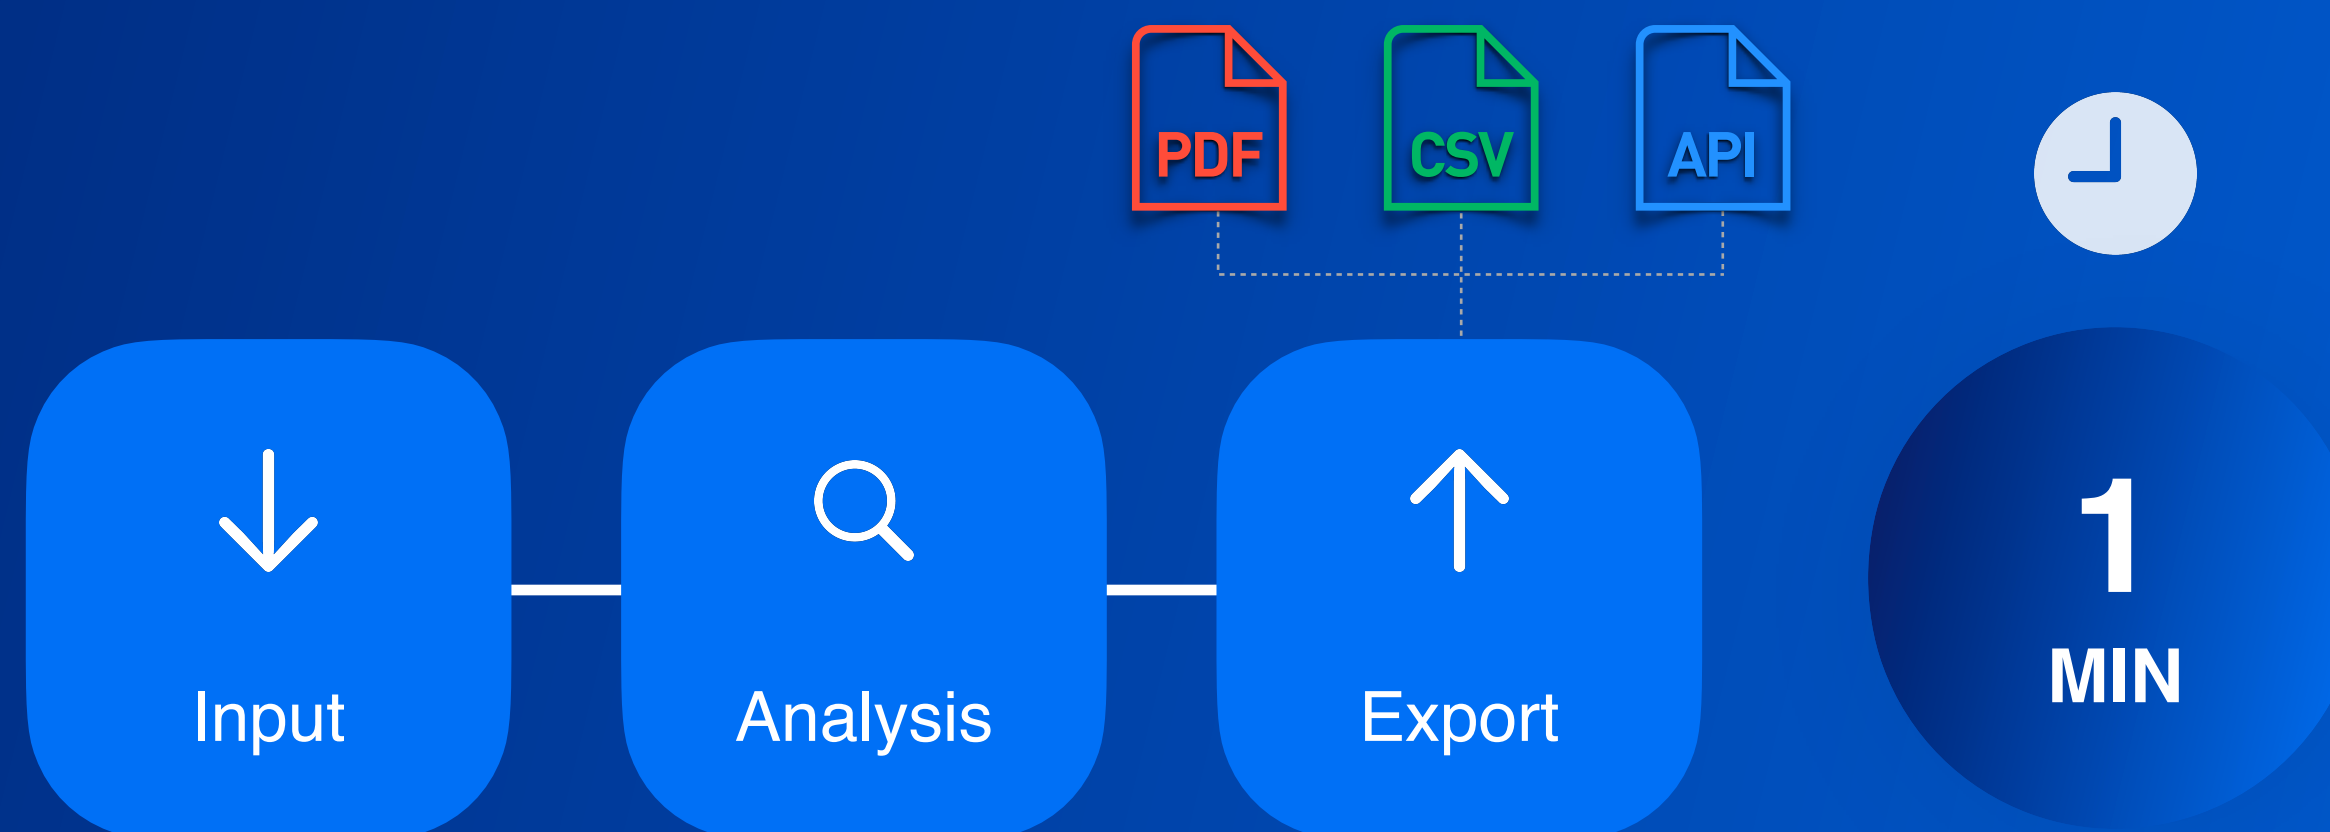 PDF
CSV
API
Input
Analysis
Export
1
MIN